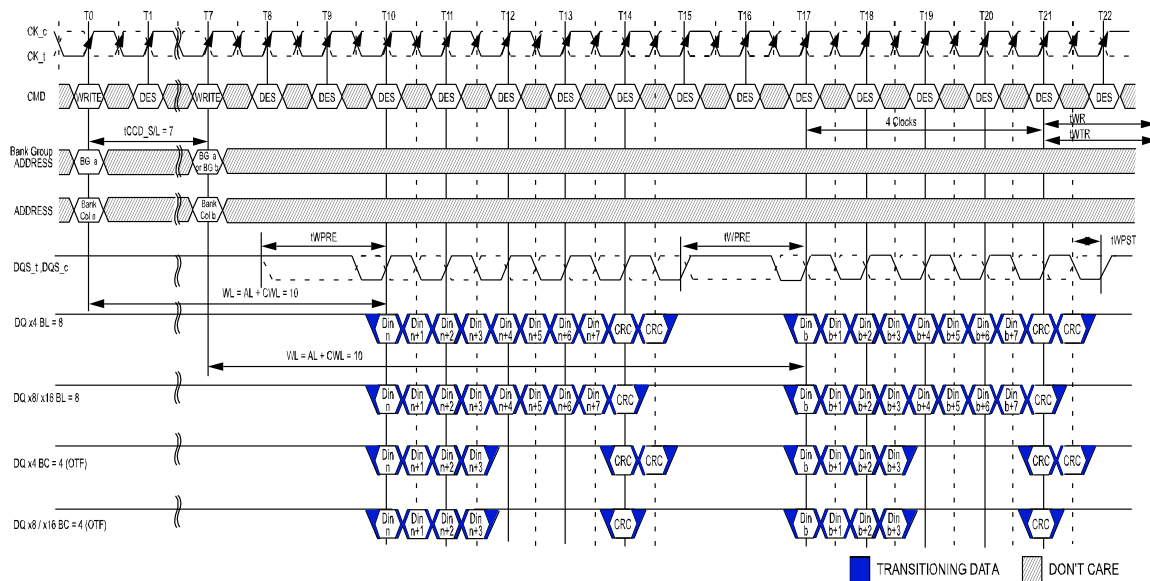 T0 T1 T7 T8 T9 T10 T11 T12 T13 T14 T15 T16 T17 T18 T19 T20 T21 T22
CK_c
CK_t
CMD WRITE DES WRITE DES DES DES DES DES DES DES DES DES DES DES DES DES DES DES
tCCD_S/L = 7
4 Clocks
tWR
tWTR
Bank Group
ADDRESS
BG a
BG a
or BG b
ADDRESS
Bank
Col n
Bank
Col b
tWPRE
tWPRE
tWPST
DQS_t ,DQS_c
WL = AL + CWL = 10
DQ x4 BL = 8
Din n Din n+1 Din n+2 Din n+3 Din n+4 Din n+5 Din n+6 Din n+7 CRC CRC Din b Din b+1 Din b+2 Din b+3 Din b+4 Din b+5 Din b+6 Din b+7 CRC CRC
WL = AL + CWL = 10
DQ x8/ x16 BL = 8
Din n Din n+1 Din n+2 Din n+3 Din n+4 Din n+5 Din n+6 Din n+7 CRC Din b Din b+1 Din b+2 Din b+3 Din b+4 Din b+5 Din b+6 Din b+7 CRC
DQ x4 BC = 4 (OTF)
Din n Din n+1 Din n+2 Din n+3 CRC CRC Din b Din b+1 Din b+2 Din b+3 CRC CRC
DQ x8 / x16 BC = 4 (OTF)
Din n Din n+1 Din n+2 Din n+3 CRC Din b Din b+1 Din b+2 Din b+3 CRC
TRANSITIONING DATA
DON'T CARE